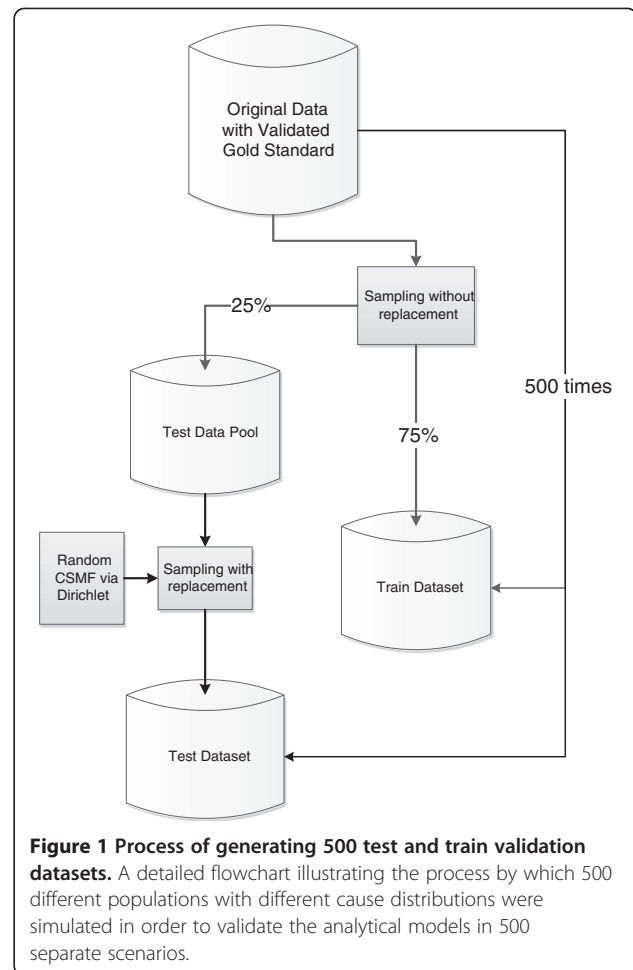 Original Data
with Validated
Gold Standard
Sampling without
replacement
25%
500 times
Test Data Pool
75%
Random
CSMF via
Dirichlet
Sampling with
replacement
Train Dataset
Test Dataset
Figure 1 Process of generating 500 test and train validation
datasets. A detailed flowchart illustrating the process by which 500
different populations with different cause distributions were
simulated in order to validate the analytical models in 500
separate scenarios.